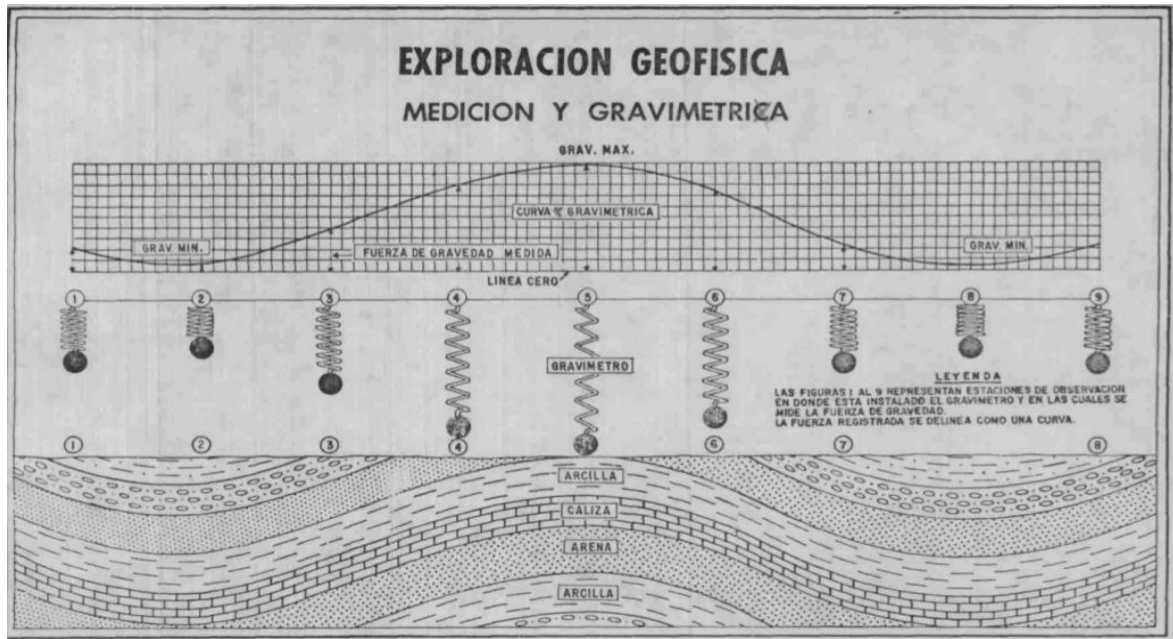 EXPLORACION GEOFISICA
MEDICION Y GRAVIMETRICA
GRAV. MAX.
CURVA GRAVIMETRICA
GRAV. MIN.
GRAV. MIN.
FUERZA DE GRAVEDAD MEDIDA
LINEA CERO
1 2 3 4 5 6 7 8 9
GRAVIMETRO
LEYENDA
LAS FIGURAS 1 AL 9 REPRESENTAN ESTACIONES DE OBSERVACION
EN DONDE ESTA INSTALADO EL GRAVIMETRO Y EN LAS CUALES SE
MIDE LA FUERZA DE GRAVEDAD.
LA FUERZA REGISTRADA SE DELINEA COMO UNA CURVA.
1 2 3 4 6 7 8
ARCILLA
CALIZA
ARENA
ARCILLA